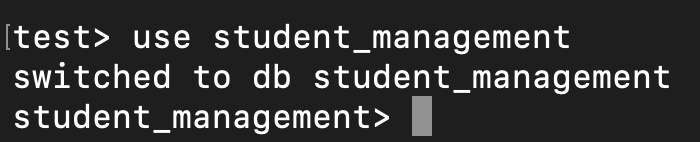 [test> use student_management
switched to db student_management
student_management>